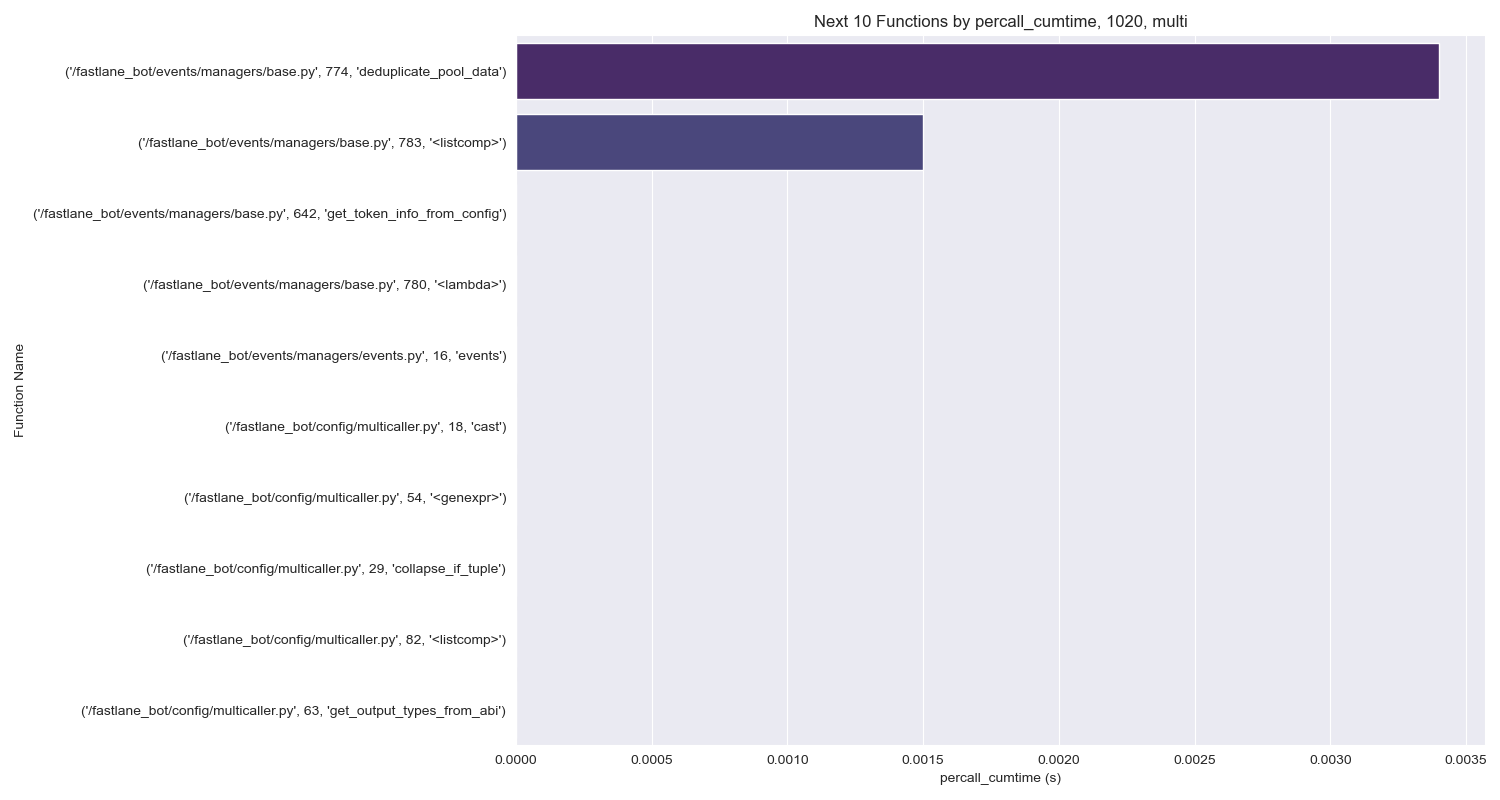 Next 10 Functions by percall_cumtime, 1020, multi
('/fastlane_bot/events/managers/base.py', 774, 'deduplicate_pool_data')
('/fastlane_bot/events/managers/base.py', 783, '<listcomp>')
('/fastlane_bot/events/managers/base.py', 642, 'get_token_info_from_config')
('/fastlane_bot/events/managers/base.py', 780, '<lambda>')
('/fastlane_bot/events/managers/events.py', 16, 'events')
('/fastlane_bot/config/multicaller.py', 18, 'cast')
('/fastlane_bot/config/multicaller.py', 54, '<genexpr>')
('/fastlane_bot/config/multicaller.py', 29, 'collapse_if_tuple')
('/fastlane_bot/config/multicaller.py', 82, '<listcomp>')
('/fastlane_bot/config/multicaller.py', 63, 'get_output_types_from_abi')
Function Name
0.0000 0.0005 0.0010 0.0015 0.0020 0.0025 0.0030 0.0035
percall_cumtime (s)